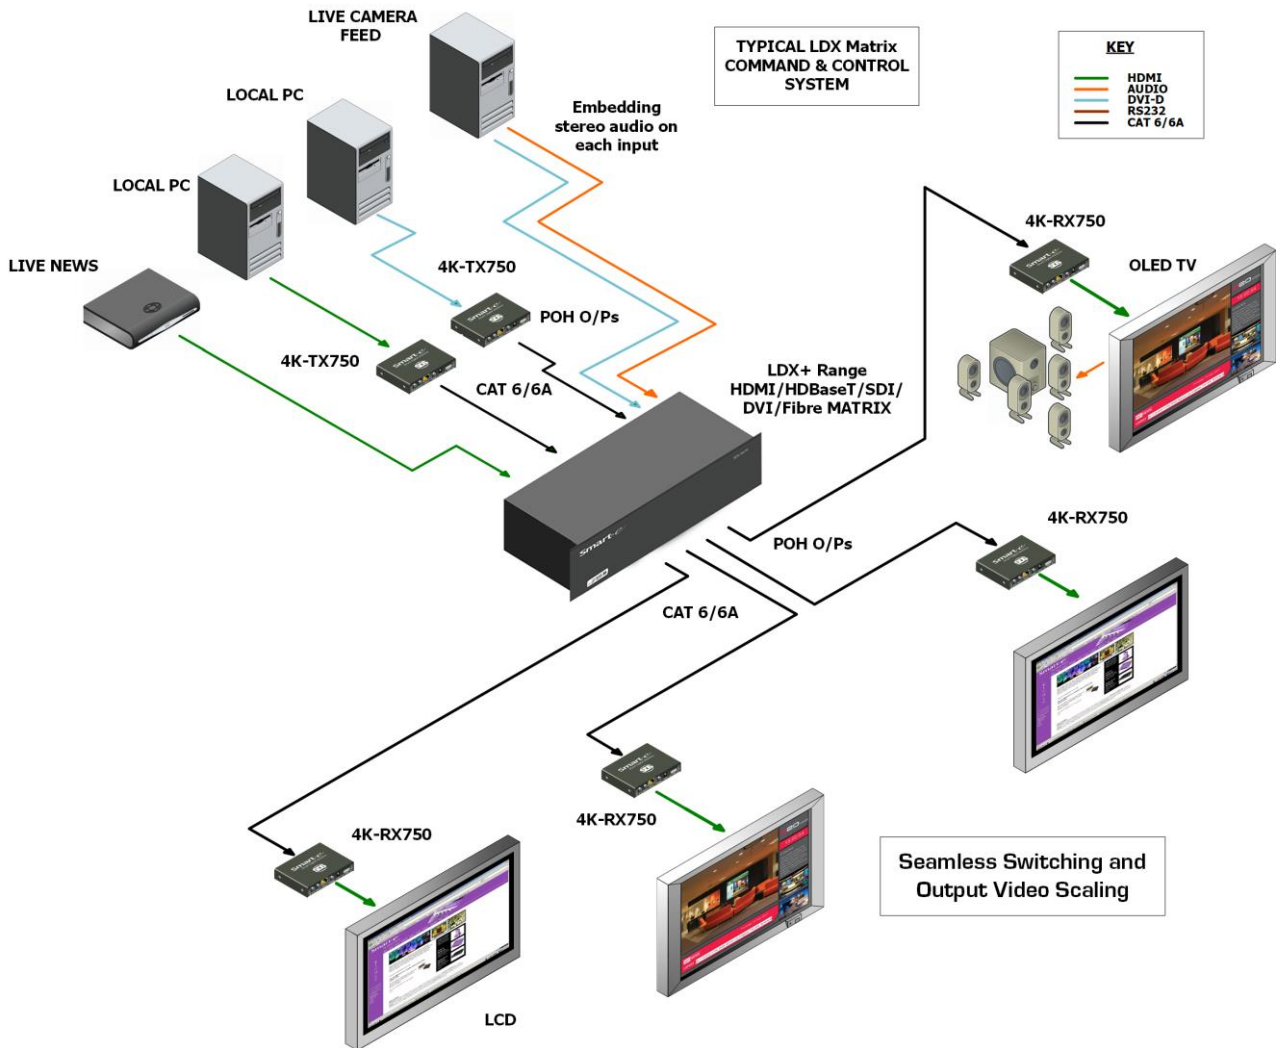 LIVE CAMERA
FEED
TYPICAL LDX Matrix
COMMAND & CONTROL
SYSTEM
KEY
HDMI
AUDIO
DVI-D
RS232
CAT 6/6A
LOCAL PC
Embedding
stereo audio on
each input
LOCAL PC
4K-RX750
LIVE NEWS
4K-TX750
OLED TV
POH O/Ps
4K-TX750
CAT 6/6A
LDX+ Range
HDMI/HDBaseT/SDI/
DVI/Fibre MATRIX
Smart-e
4K-RX750
POH O/Ps
CAT 6/6A
4K-RX750
4K-RX750
Seamless Switching and
Output Video Scaling
LCD